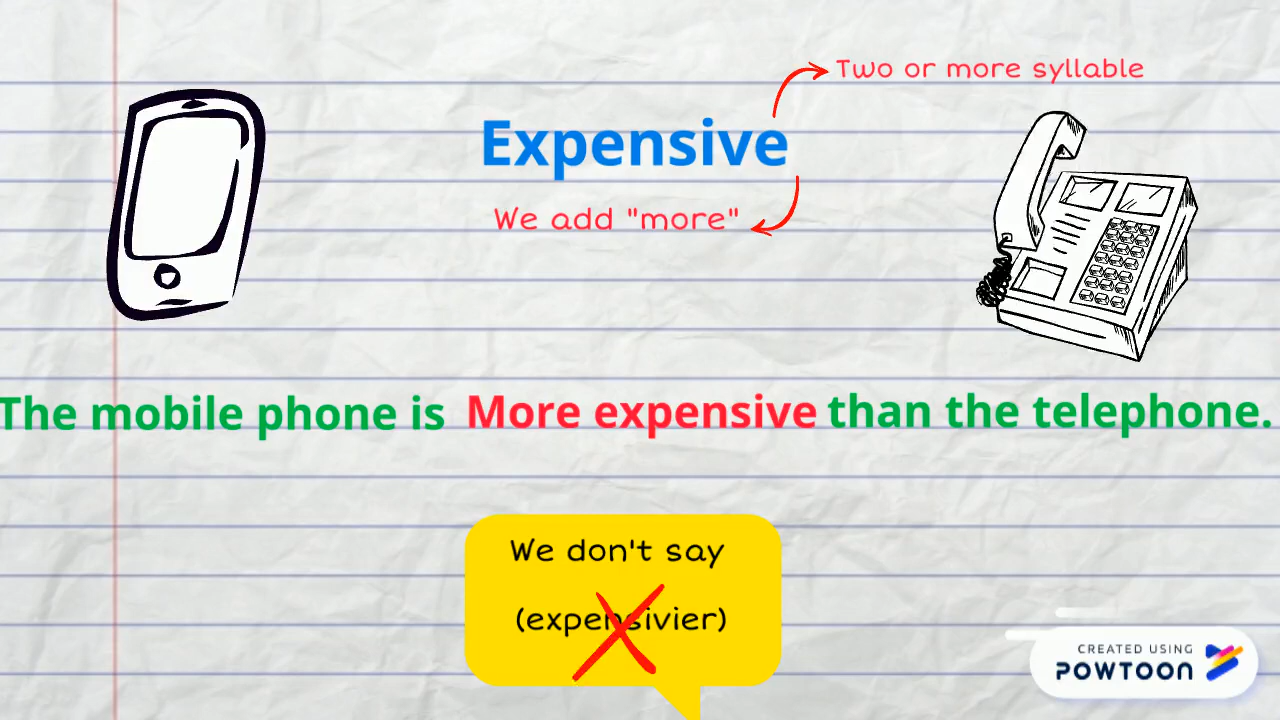 Two or more syllable
Expensive
We add "more"
The mobile phone is More expensive than the telephone.
We don't say
(expensivier)
CREATED USING
POWTOON